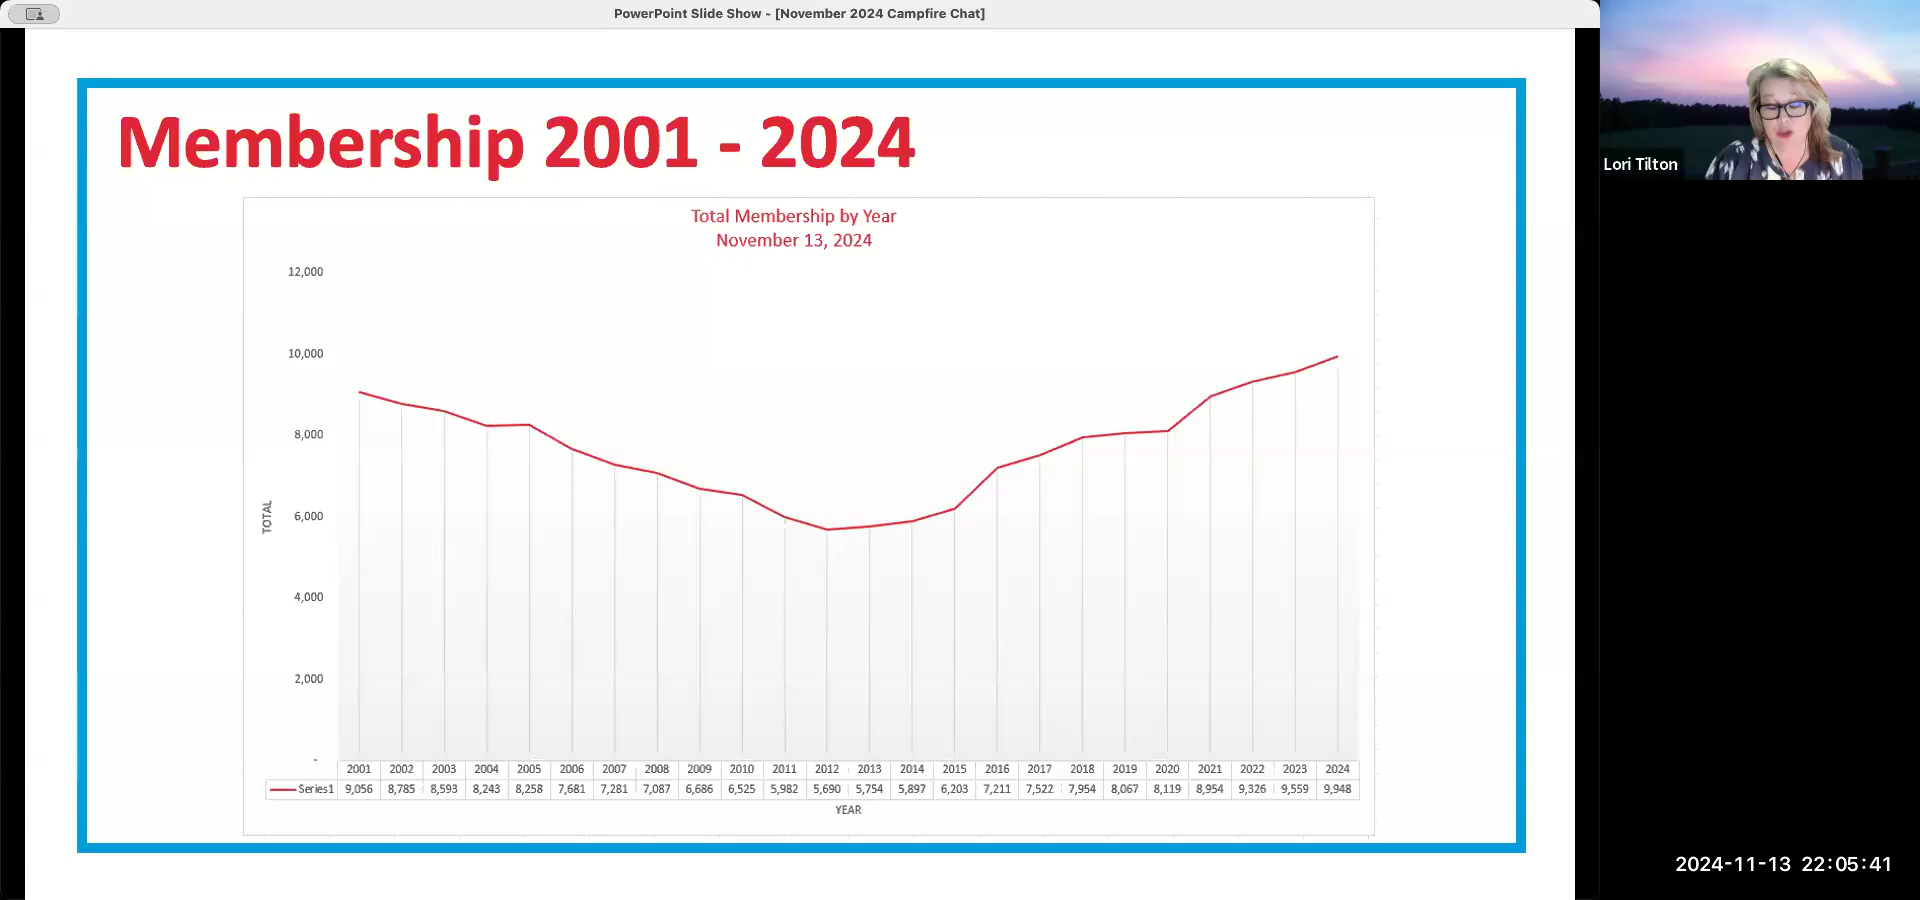 PowerPoint Slide Show - [November 2024 Campfire Chat]
Membership 2001 - 2024
Total Membership by Year
November 13, 2024
12,000
10,000
8,000
6,000
4,000
2,000
-
TOTAL
2001 2002 2003 2004 2005 2006 2007 2008 2009 2010 2011 2012 2013 2014 2015 2016 2017 2018 2019 2020 2021 2022 2023 2024
Series1 9,056 8,785 8,593 8,243 8,258 7,681 7,281 7,087 6,686 6,525 5,982 5,690 5,754 5,897 6,203 7,211 7,522 7,954 8,067 8,119 8,954 9,326 9,559 9,948
YEAR
Lori Tilton
2024-11-13 22:05:41